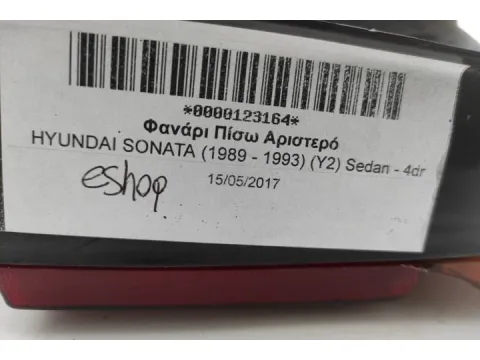 *0000123164*
Φανάρι Πίσω Αριστερό
HYUNDAI SONATA (1989 - 1993) (Y2) Sedan - 4dr
15/05/2017
eshop